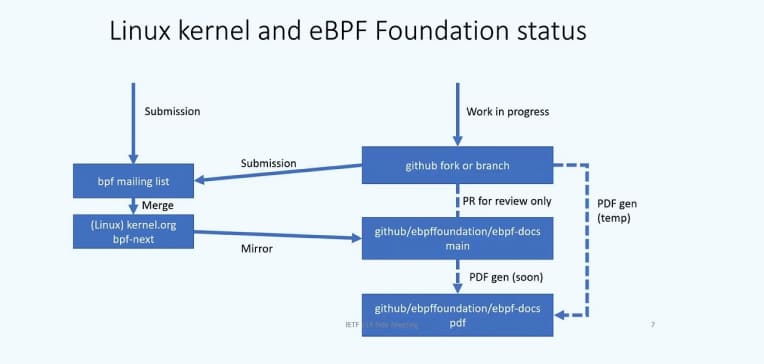 Linux kernel and eBPF Foundation status
Submission
Work in progress
Submission
github fork or branch
bpf mailing list
Merge
PR for review only
PDF gen
(temp)
(Linux) kernel.org
bpf-next
Mirror
github/ebpffoundation/ebpf-docs
main
PDF gen (soon)
github/ebpffoundation/ebpf-docs
pdf
IETF
7